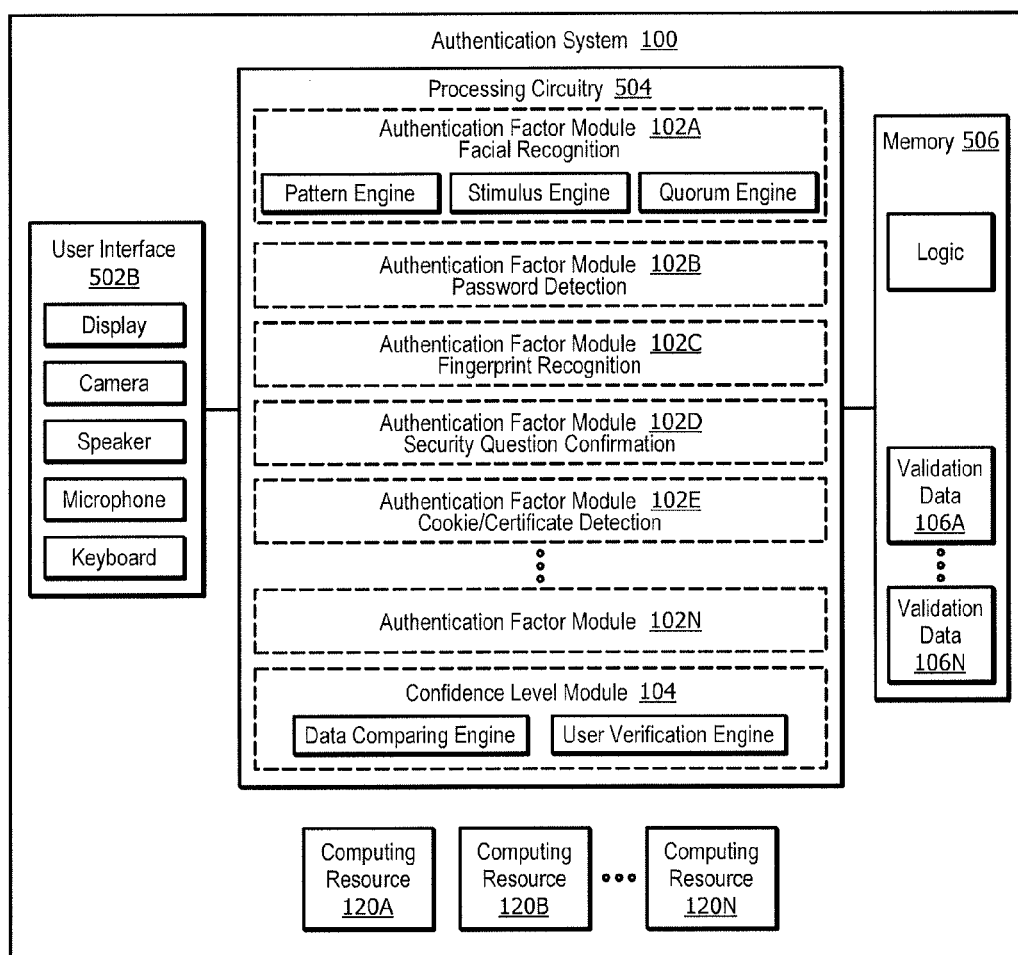 Authentication System 100
Processing Circuitry 504
Authentication Factor Module 102A
Facial Recognition
Pattern Engine
Stimulus Engine
Quorum Engine
Authentication Factor Module 102B
Password Detection
Authentication Factor Module 102C
Fingerprint Recognition
Authentication Factor Module 102D
Security Question Confirmation
Authentication Factor Module 102E
Cookie/Certificate Detection
Authentication Factor Module 102N
Confidence Level Module 104
Data Comparing Engine
User Verification Engine
User Interface
502B
Display
Camera
Speaker
Microphone
Keyboard
Memory 506
Logic
Validation
Data
106A
Validation
Data
106N
Computing
Resource
120A
Computing
Resource
120B
Computing
Resource
120N